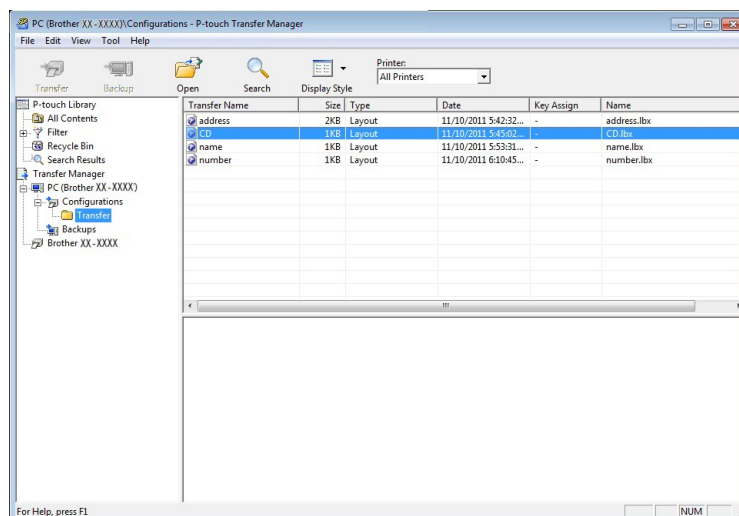 PC (Brother XX-XXXX)\Configurations - P-touch Transfer Manager
File Edit View Tool Help
Transfer Backup Open Search Display Style
Printer:
All Printers
P-touch Library
All Contents
Filter
Recycle Bin
Search Results
Transfer Manager
PC (Brother XX-XXXX)
Configurations
Transfer
Backups
Brother XX-XXXX
Transfer Name Size Type Date Key Assign Name
address 2KB Layout 11/10/2011 5:42:32... - address.lbx
CD 1KB Layout 11/10/2011 5:45:02... - CD.lbx
name 1KB Layout 11/10/2011 5:53:31... - name.lbx
number 1KB Layout 11/10/2011 6:10:45... - number.lbx
For Help, press F1
NUM